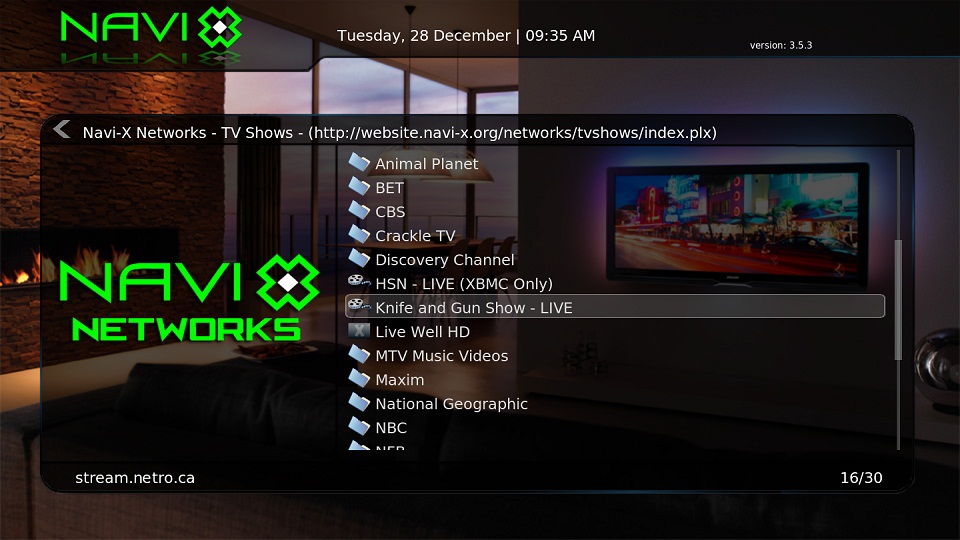 NAVI
Tuesday, 28 December | 09:35 AM
version: 3.5.3
Navi-X Networks - TV Shows - (http://website.navi-x.org/networks/tvshows/index.plx)
Animal Planet
BET
CBS
Crackle TV
Discovery Channel
HSN - LIVE (XBMC Only)
Knife and Gun Show - LIVE
Live Well HD
MTV Music Videos
Maxim
National Geographic
NBC
NAVI X
NETWORKS
stream.netro.ca
16/30